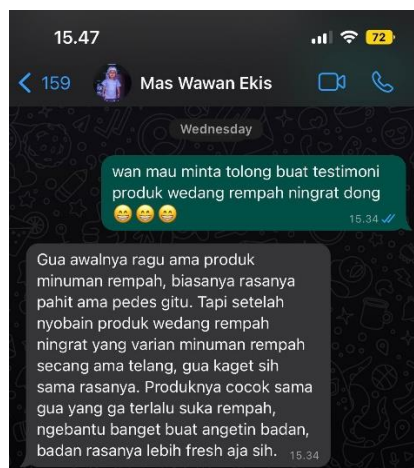 15.47
72
159
Mas Wawan Ekis
Wednesday
wan mau minta tolong buat testimoni
produk wedang rempah ningrat dong
😁😁😁
15.34
Gua awalnya ragu ama produk
minuman rempah, biasanya rasanya
pahit ama pedes gitu. Tapi setelah
nyobain produk wedang rempah
ningrat yang varian minuman rempah
secang ama telang, gua kaget sih
sama rasanya. Produknya cocok sama
gua yang ga terlalu suka rempah,
ngebantu banget buat angetin badan,
badan rasanya lebih fresh aja sih.
15.34